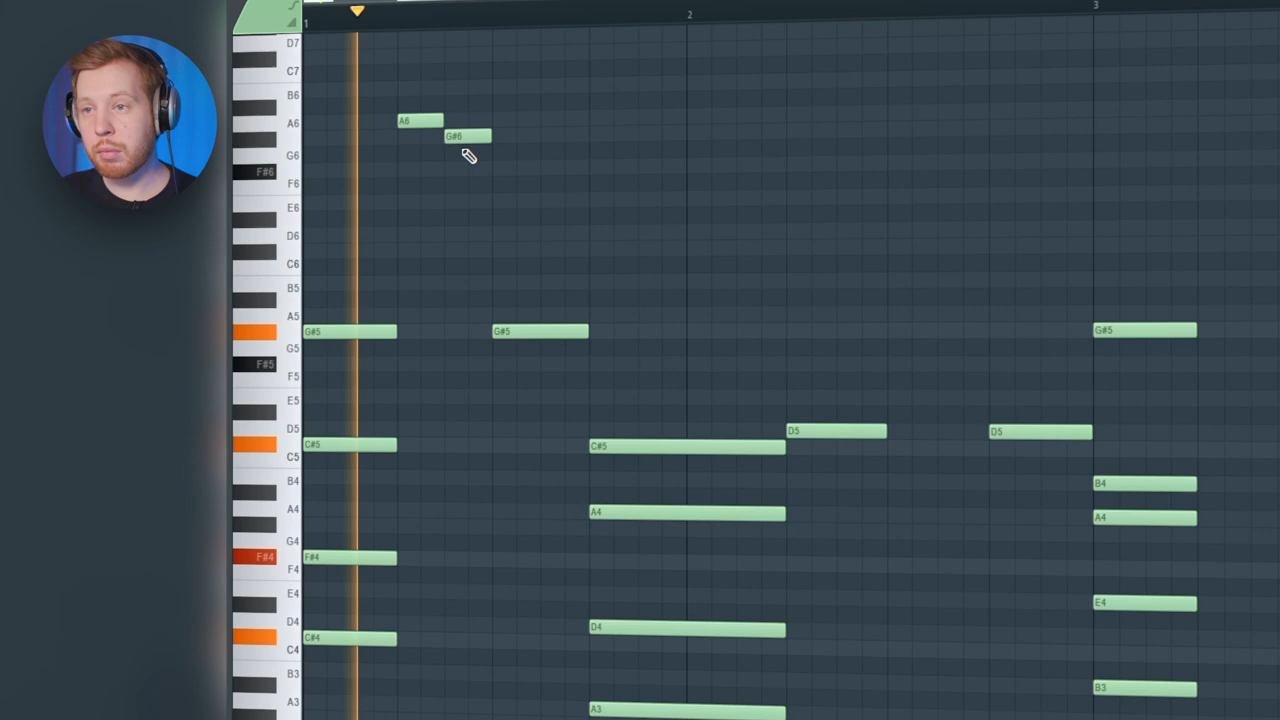 1 2 3
D7
C7
B6
A6 A6
G#6
G6
F#6
F6
E6
D6
C6
B5
A5
G#5 G#5 G#5
G5
F#5
F5
E5
D5 D5 D5
C#5 C#5
C5
B4 B4
A4 A4 A4
G4
F#4 F#4
F4
E4 E4
D4 D4
C#4
C4
B3 B3
A3 A3